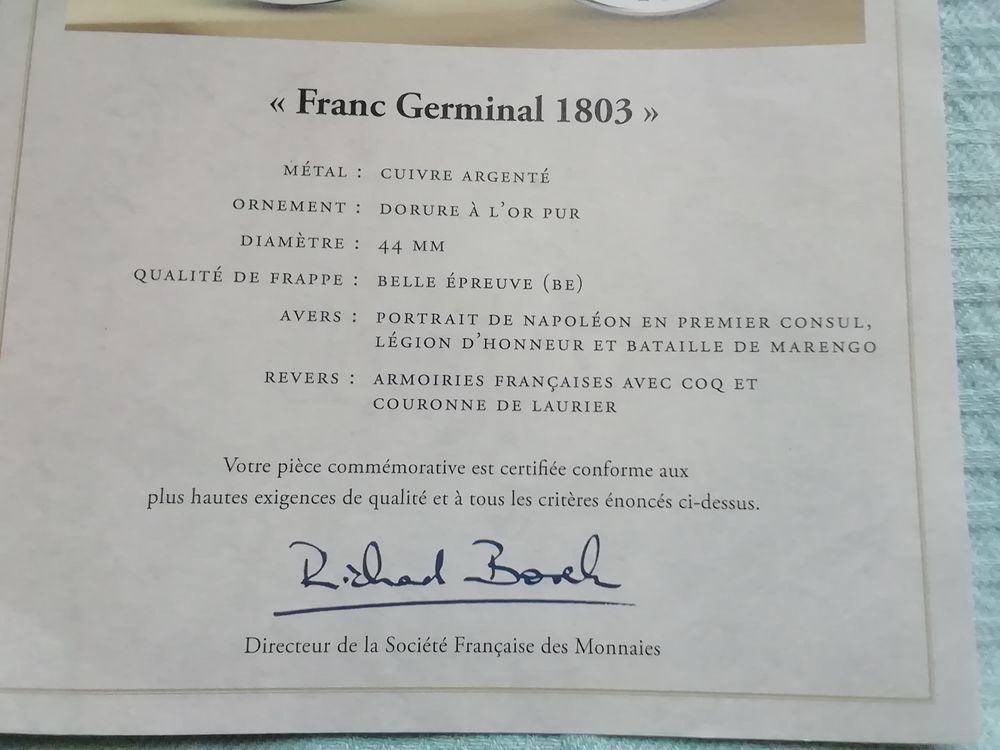 « Franc Germinal 1803 »
MÉTAL : CUIVRE ARGENTÉ
ORNEMENT : DORURE À L'OR PUR
DIAMÈTRE : 44 MM
QUALITÉ DE FRAPPE : BELLE ÉPREUVE (BE)
AVERS : PORTRAIT DE NAPOLÉON EN PREMIER CONSUL,
LÉGION D'HONNEUR ET BATAILLE DE MARENGO
REVERS : ARMOIRIES FRANÇAISES AVEC COQ ET
COURONNE DE LAURIER
Votre pièce commémorative est certifiée conforme aux
plus hautes exigences de qualité et à tous les critères énoncés ci-dessus.
Richard
Directeur de la Société Française des Monnaies